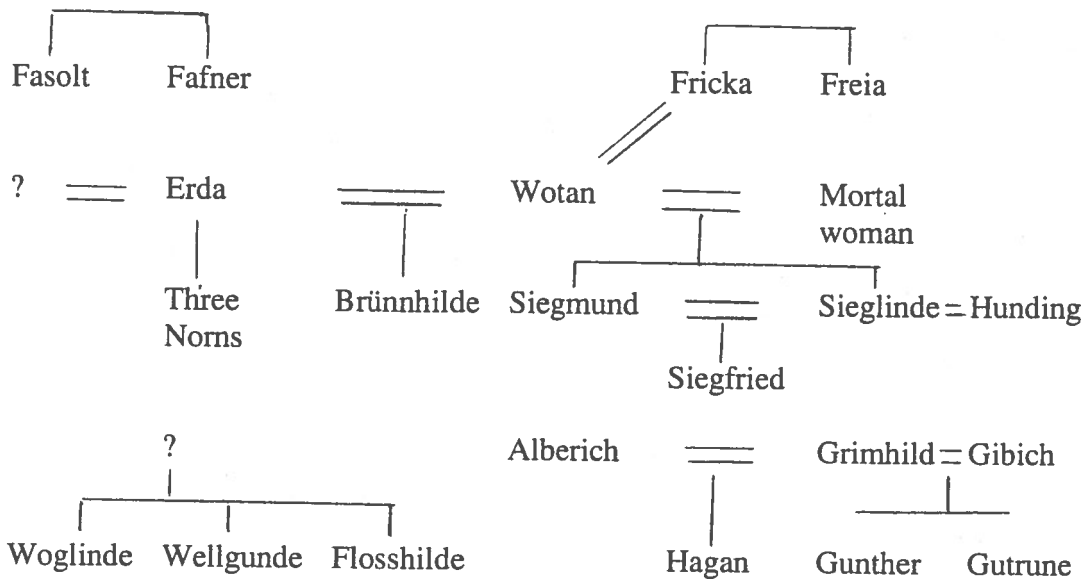 Fasolt Fafner Fricka Freia
? Erda Wotan Mortal
woman
Three Brünnhilde Siegmund Sieglinde Hunding
Norns
Siegfried
? Alberich Grimhild Gibich
Woglinde Wellgunde Flosshilde Hagan Gunther Gutrune